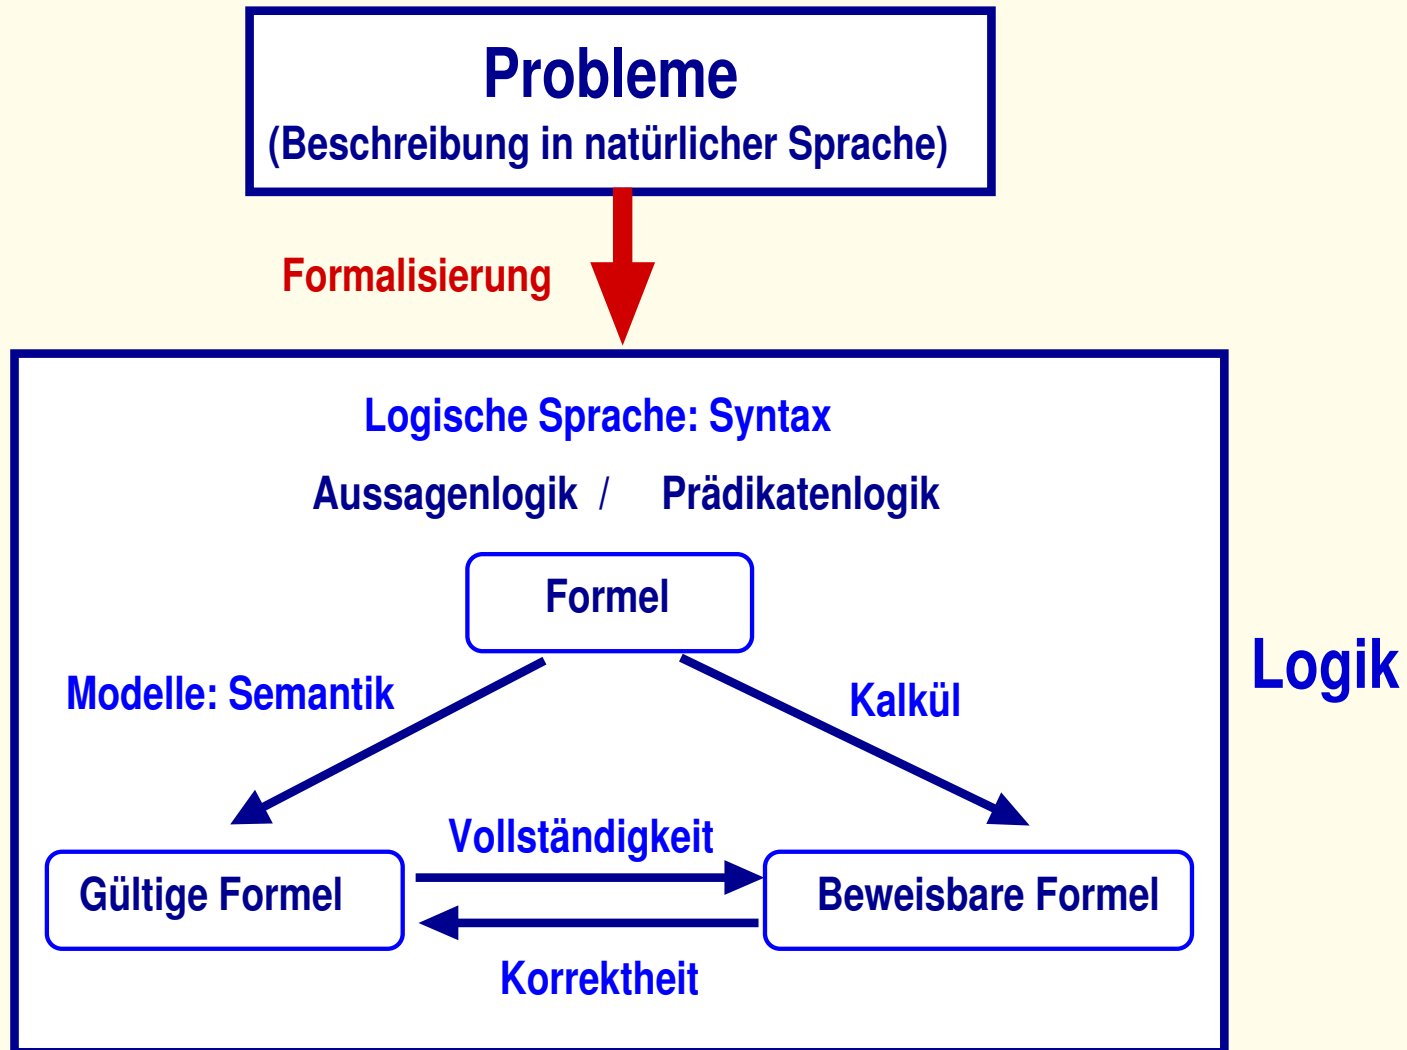 Probleme
(Beschreibung in natürlicher Sprache)
Formalisierung
Logische Sprache: Syntax
Aussagenlogik / Prädikatenlogik
Formel
Logik
Modelle: Semantik
Kalkül
Vollständigkeit
Gültige Formel
Beweisbare Formel
Korrektheit